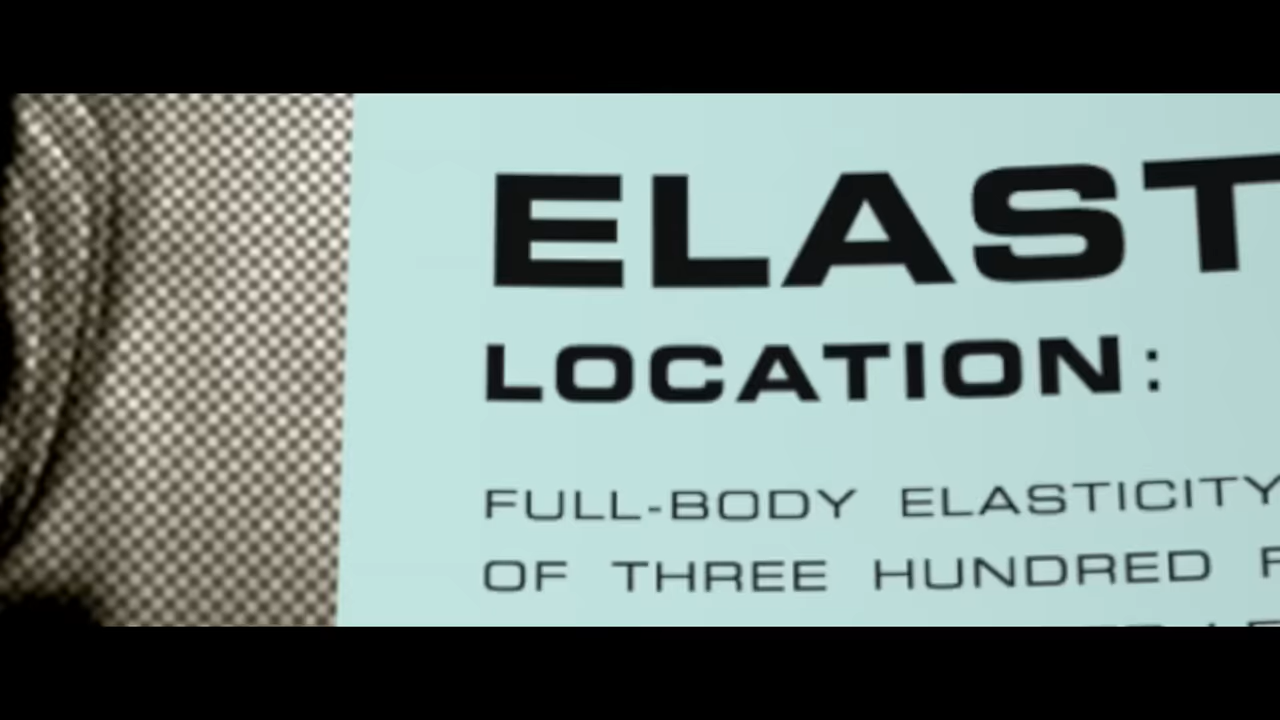 ELAST
LOCATION:
FULL-BODY ELASTICITY
OF THREE HUNDRED